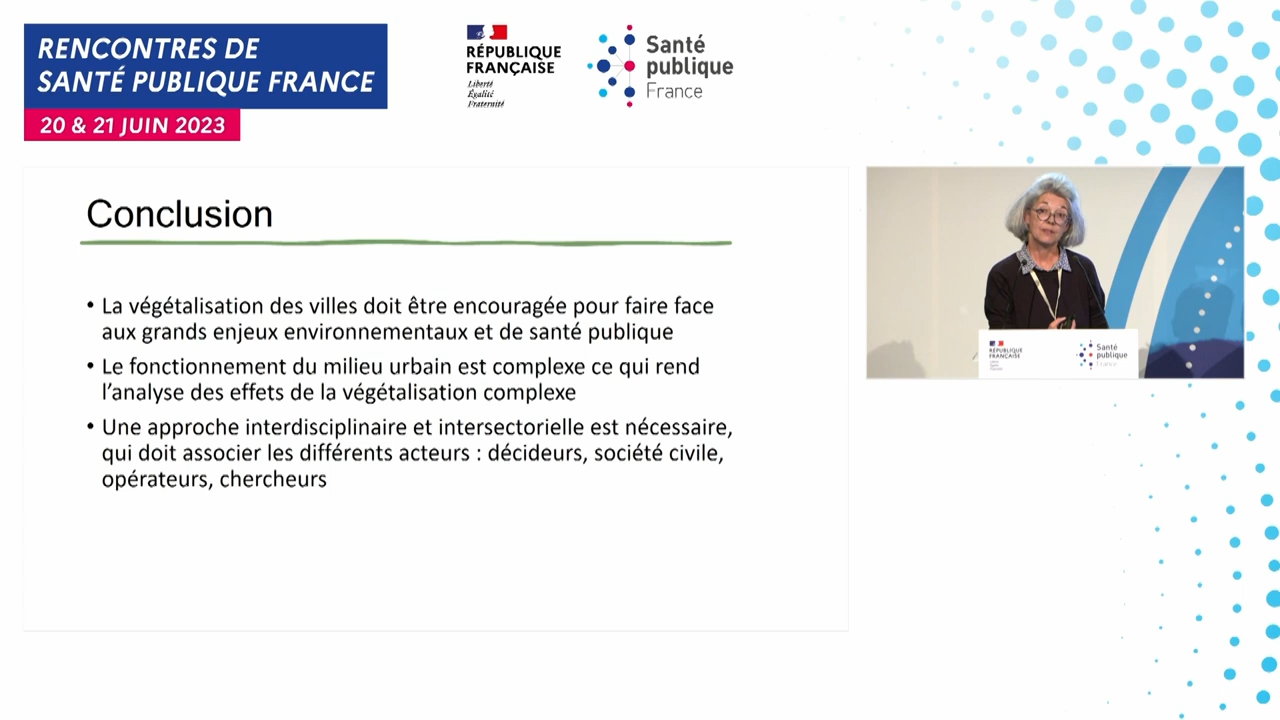 RENCONTRES DE
SANTÉ PUBLIQUE FRANCE
20 & 21 JUIN 2023
RÉPUBLIQUE
FRANÇAISE
Liberté
Égalité
Fraternité
Santé
publique
France
Conclusion
• La végétalisation des villes doit être encouragée pour faire face
aux grands enjeux environnementaux et de santé publique
• Le fonctionnement du milieu urbain est complexe ce qui rend
l'analyse des effets de la végétalisation complexe
• Une approche interdisciplinaire et intersectorielle est nécessaire,
qui doit associer les différents acteurs : décideurs, société civile,
opérateurs, chercheurs
RÉPUBLIQUE
FRANÇAISE
Santé
publique
France